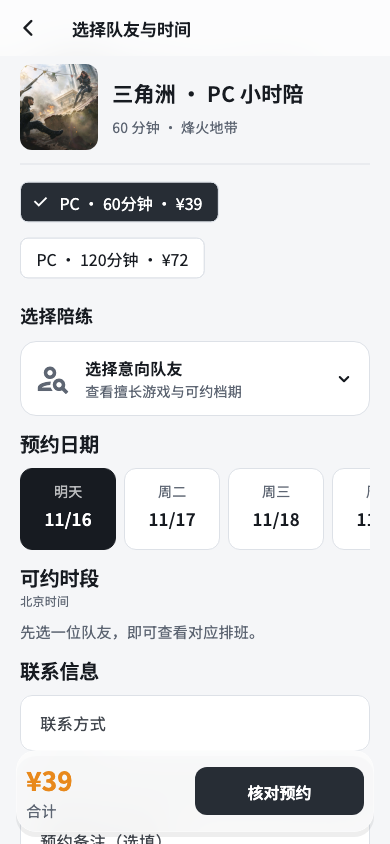 选择队友与时间
三角洲 · PC 小时陪
60 分钟 · 烽火地带
PC · 60分钟 · ¥39
PC · 120分钟 · ¥72
选择陪练
选择意向队友
查看擅长游戏与可约档期
预约日期
明天 周二 周三
11/16 11/17 11/18
可约时段
北京时间
先选一位队友，即可查看对应排班。
联系信息
联系方式
¥39
合计
核对预约
预约备注（选填）